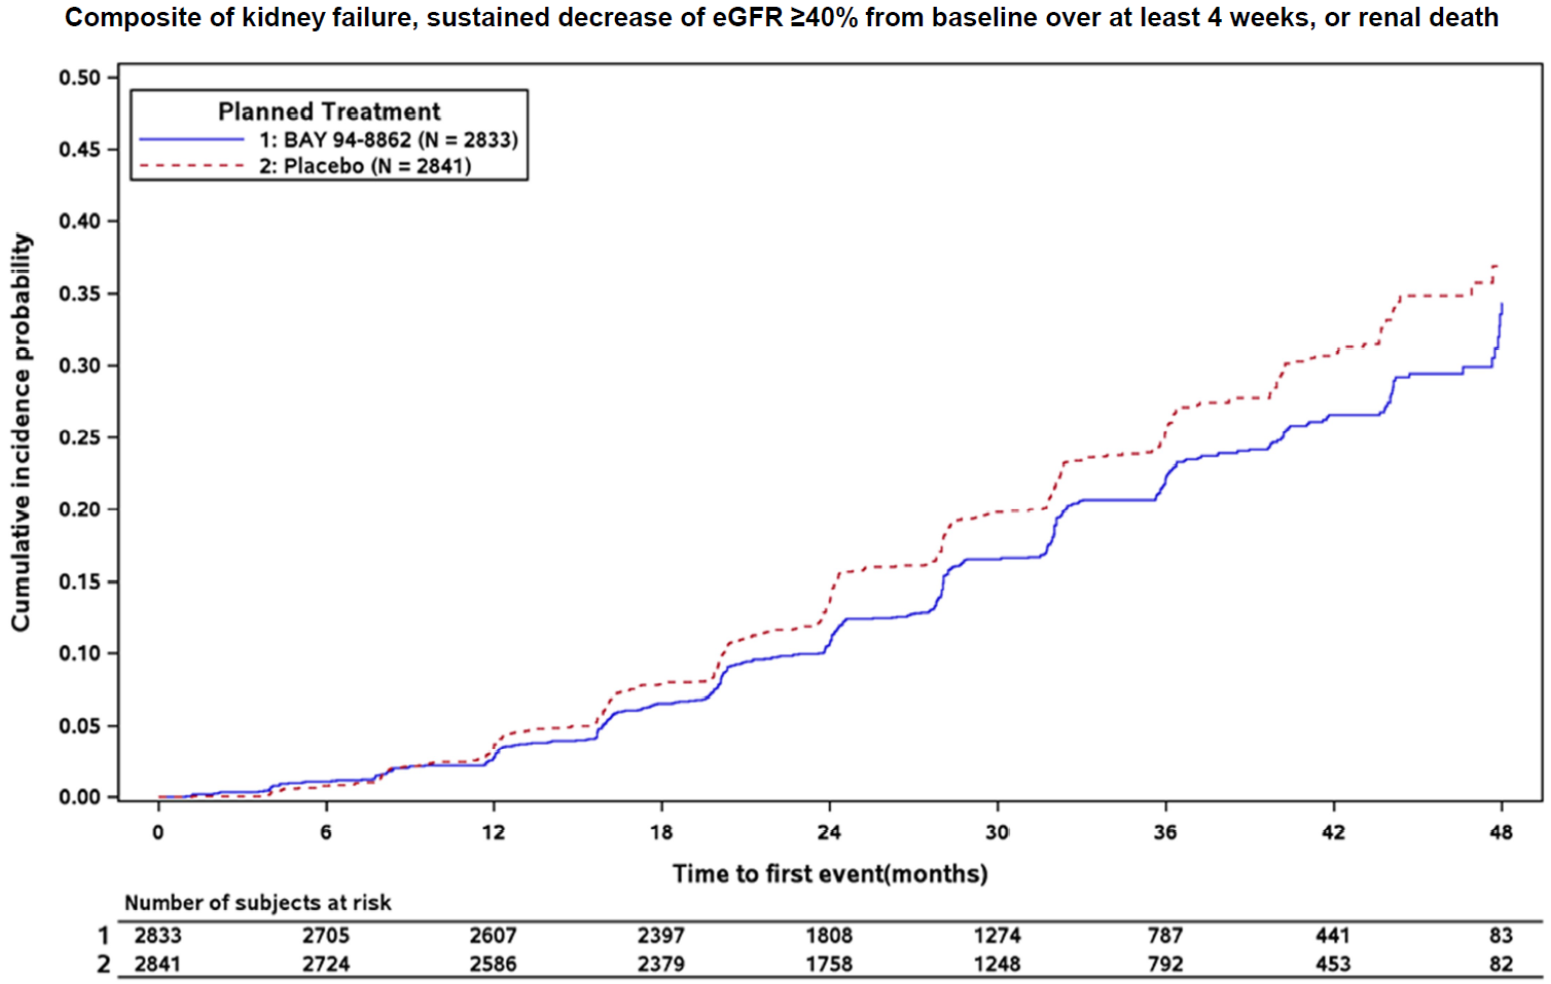 Composite of kidney failure, sustained decrease of eGFR ≥40% from baseline over at least 4 weeks, or renal death
0.50
0.45
0.40
0.35
0.30
0.25
0.20
0.15
0.10
0.05
0.00
Cumulative incidence probability
Planned Treatment
1: BAY 94-8862 (N = 2833)
2: Placebo (N = 2841)
0 6 12 18 24 30 36 42 48
Time to first event(months)
Number of subjects at risk
1 2833 2705 2607 2397 1808 1274 787 441 83
2 2841 2724 2586 2379 1758 1248 792 453 82